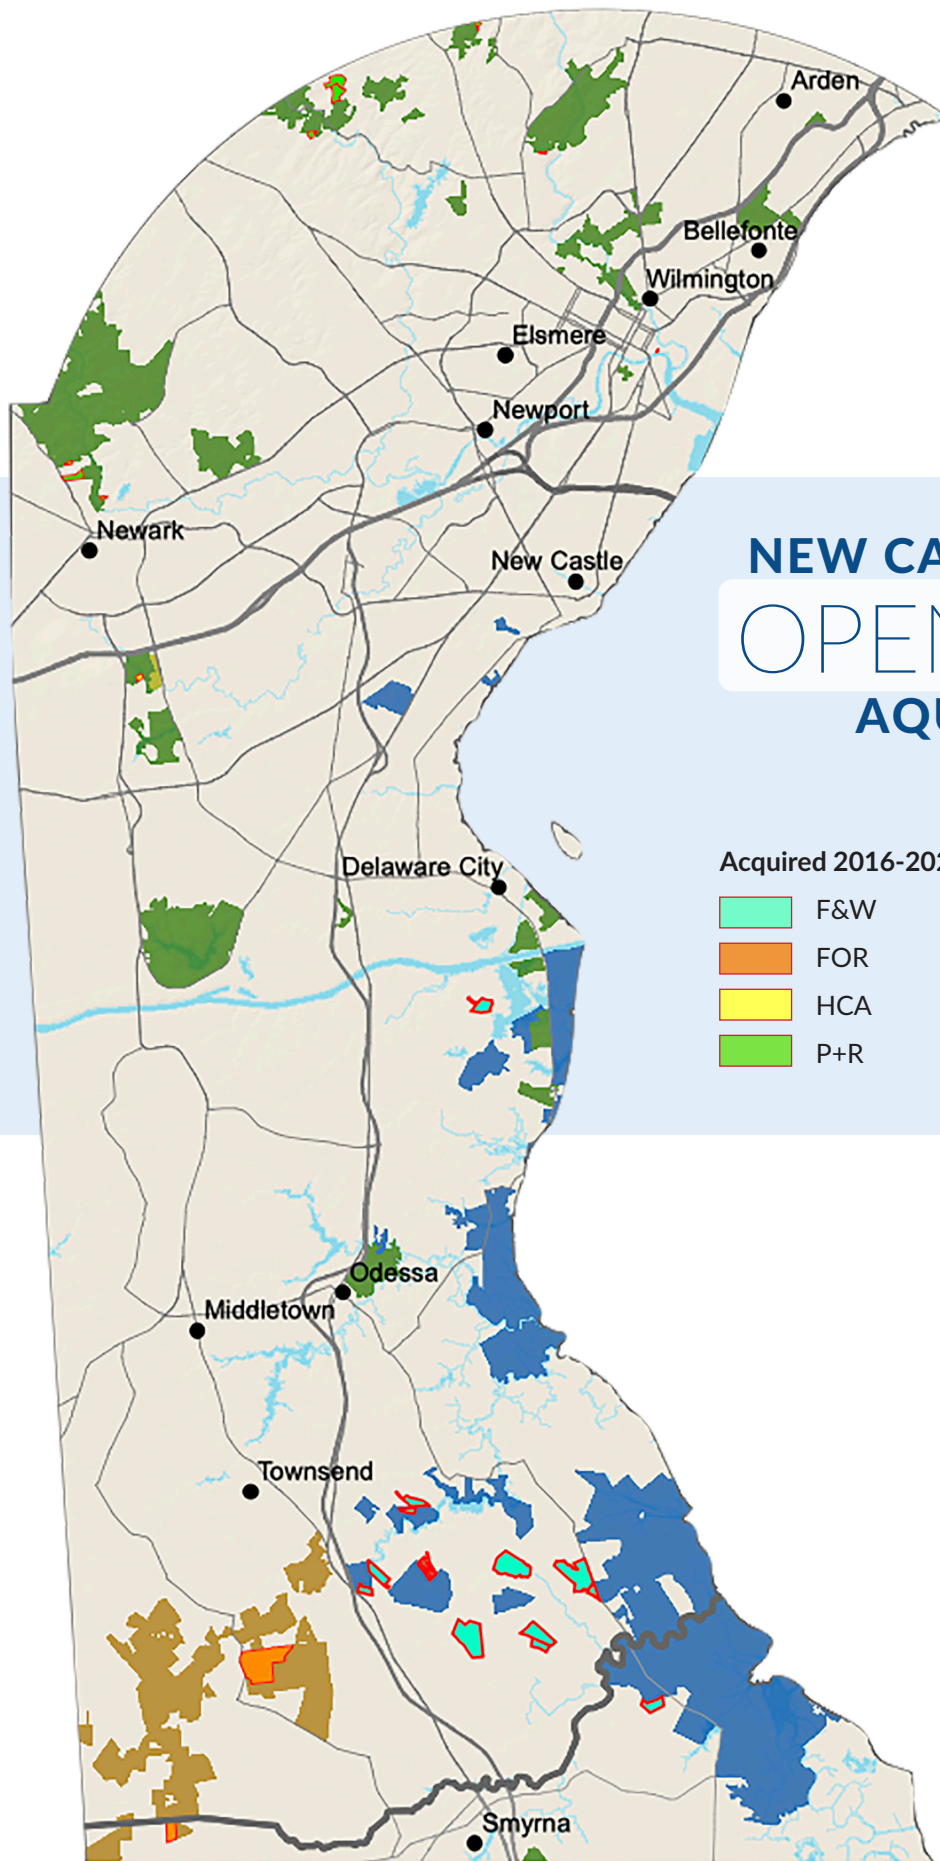 Arden
Bellefonte
Wilmington
Elsmere
Newport
Newark
New Castle
NEW CA
OPEN
AQU
Delaware City
Acquired 2016-202
F&W
FOR
HCA
P+R
Odessa
Middletown
Townsend
Smyrna